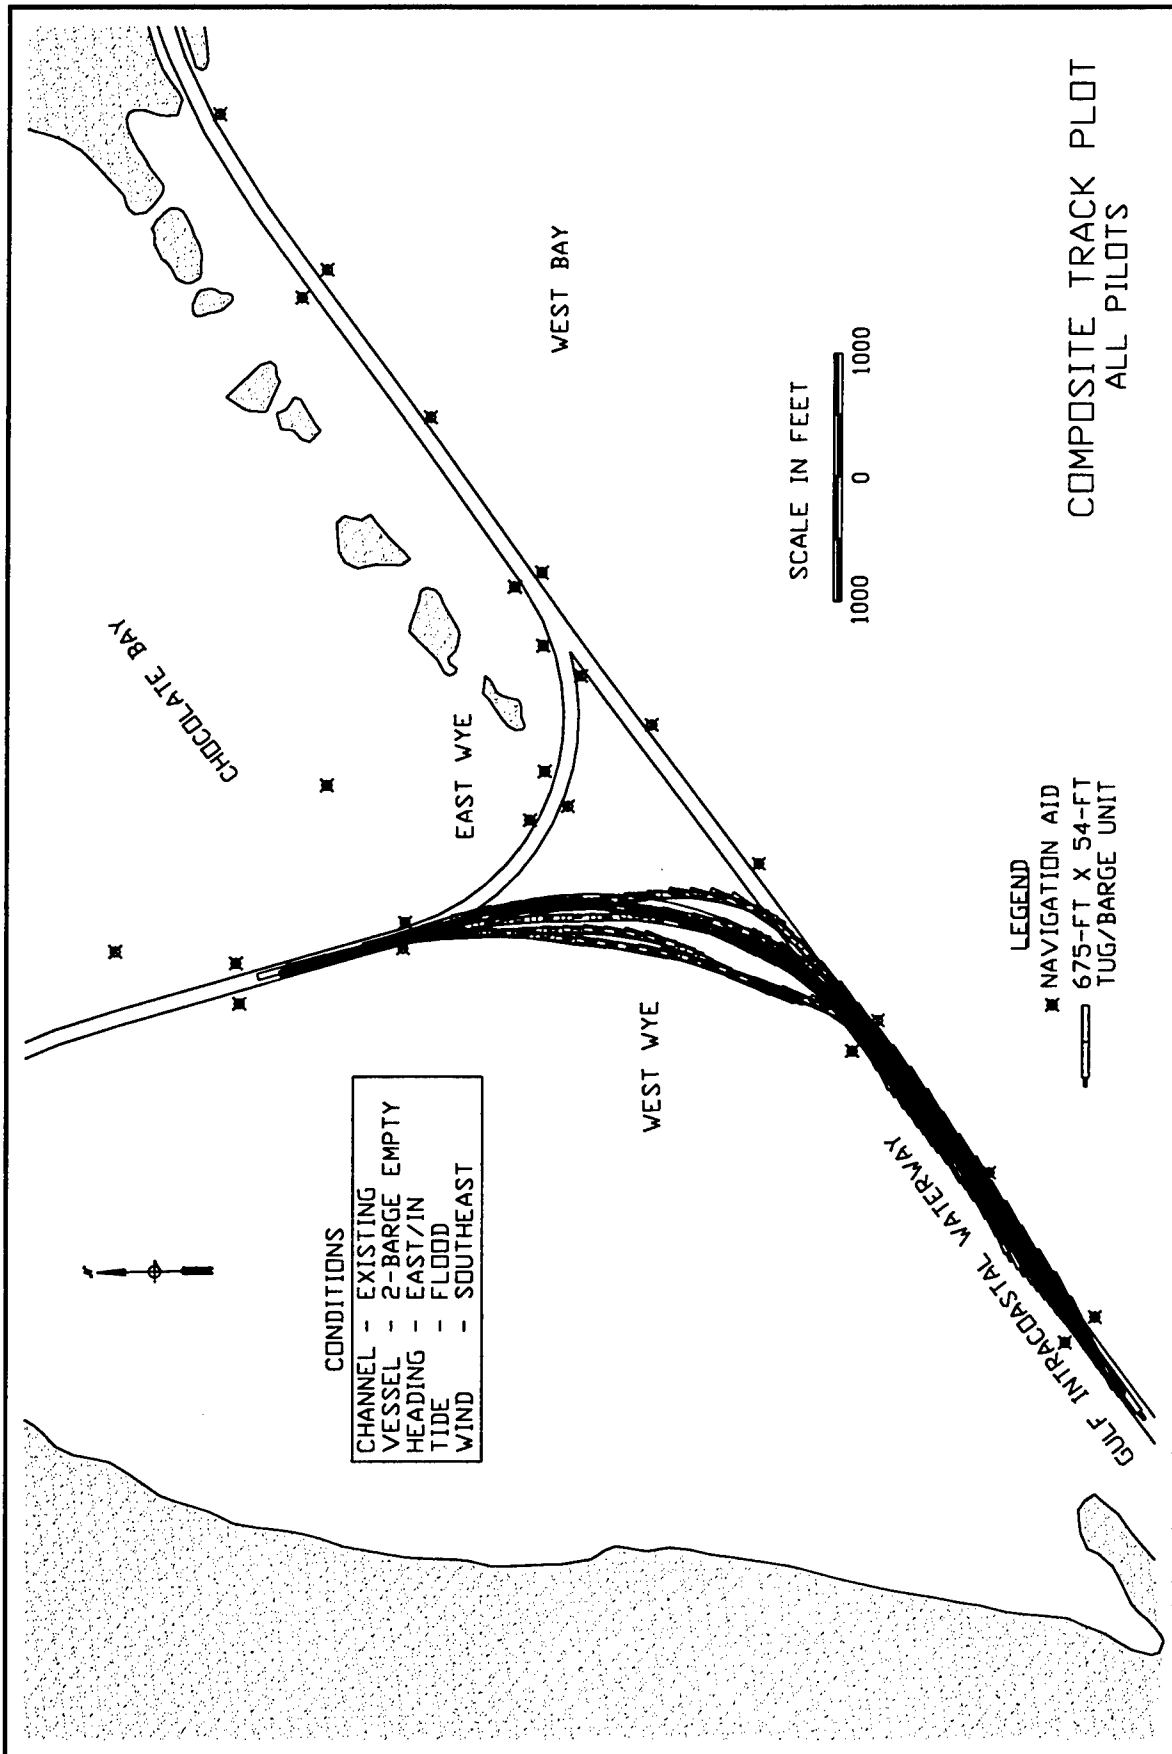 CHOCOLATE BAY
EAST WYE
WEST BAY
WEST WYE
GULF INTRACOASTAL WATERWAY
CONDITIONS
CHANNEL - EXISTING
VESSEL - 2-BARGE EMPTY
HEADING - EAST/IN
TIDE - FLOOD
WIND - SOUTHEAST
SCALE IN FEET
1000 0 1000
LEGEND
NAVIGATION AID
675-FT X 54-FT
TUG/BARGE UNIT
COMPOSITE TRACK PLOT
ALL PILOTS